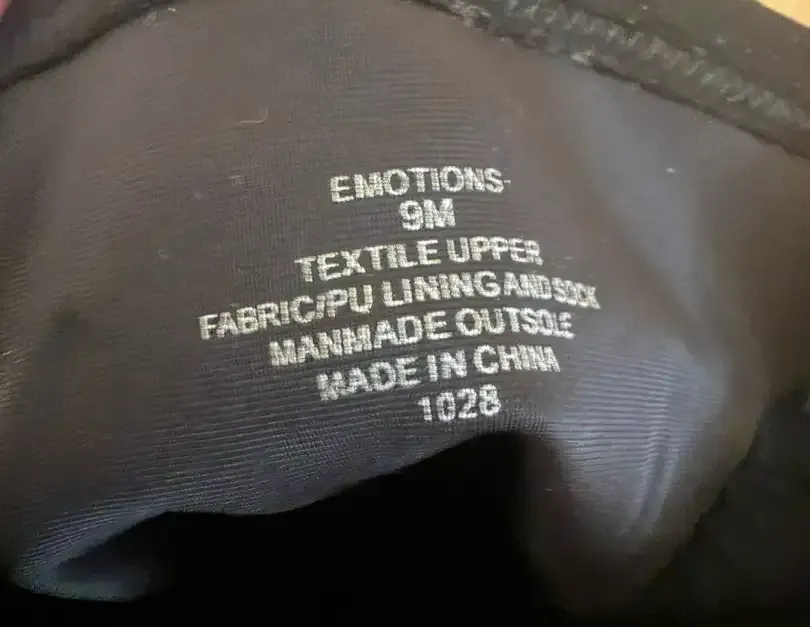 EMOTIONS-
9M
TEXTILE UPPER
FABRIC/PU LINING AND SOCK
MANMADE OUTSOLE
MADE IN CHINA
1028